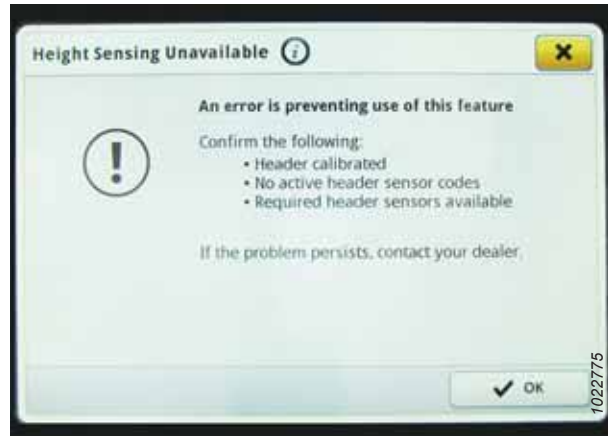 Height Sensing Unavailable
An error is preventing use of this feature
Confirm the following:
• Header calibrated
• No active header sensor codes
• Required header sensors available
If the problem persists, contact your dealer.
OK
1022775